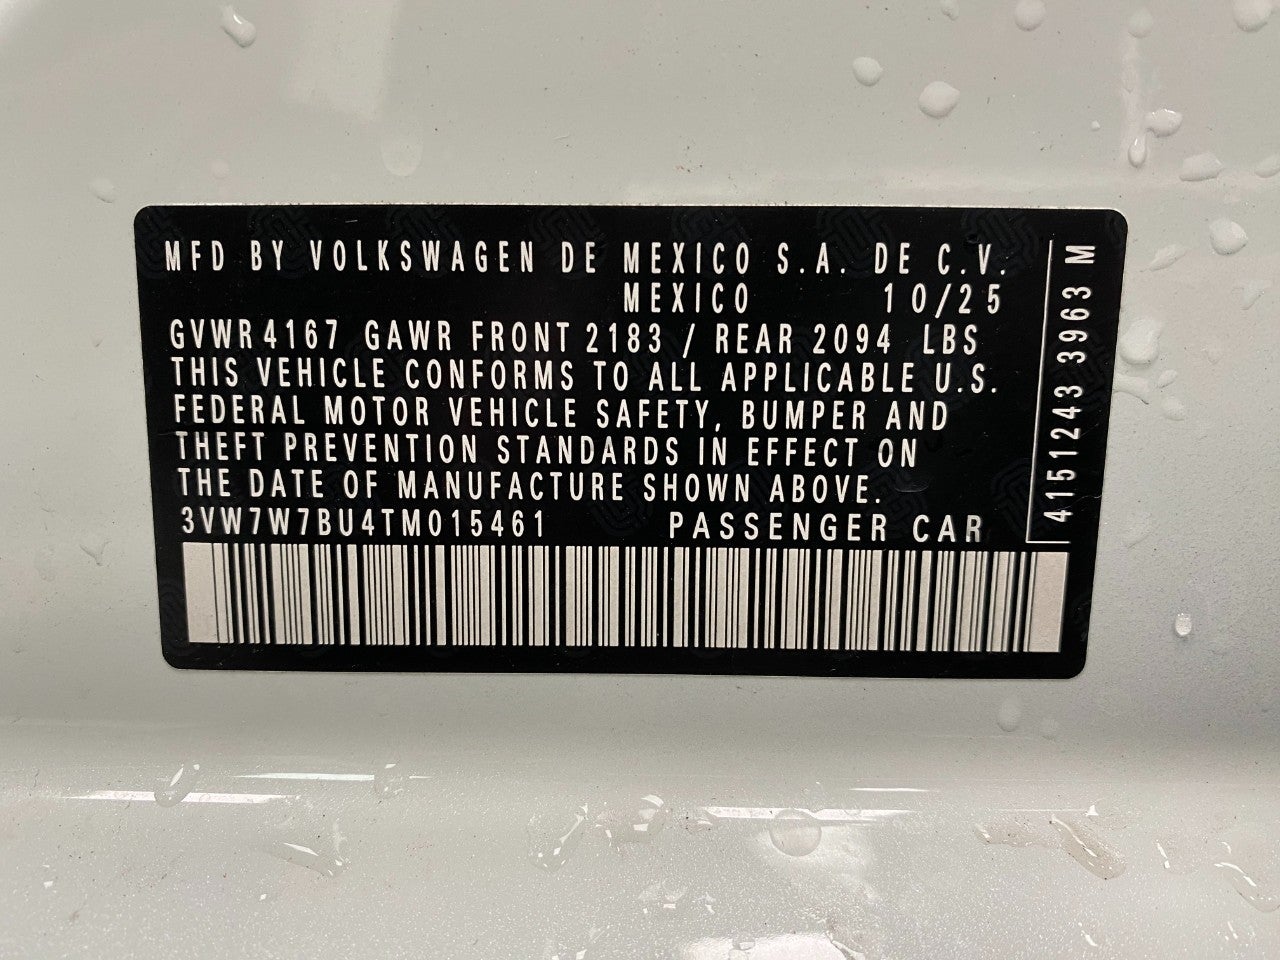 MFD BY VOLKSWAGEN DE MEXICO S.A. DE C.V.
MEXICO 10/25
GVWR 4167 GAWR FRONT 2183 / REAR 2094 LBS
THIS VEHICLE CONFORMS TO ALL APPLICABLE U.S.
FEDERAL MOTOR VEHICLE SAFETY, BUMPER AND
THEFT PREVENTION STANDARDS IN EFFECT ON
THE DATE OF MANUFACTURE SHOWN ABOVE.
3VW7W7BU4TM015461 PASSENGER CAR
4151243 3963 M